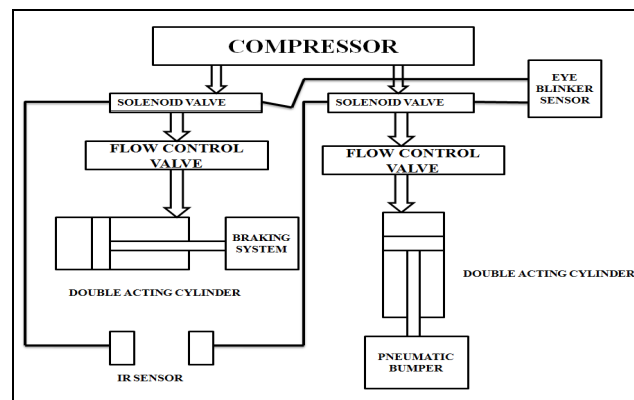 COMPRESSOR
EYE
BLINKER
SENSOR
SOLENOID VALVE
SOLENOID VALVE
FLOW CONTROL
VALVE
FLOW CONTROL
VALVE
BRAKING
SYSTEM
DOUBLE ACTING CYLINDER
DOUBLE ACTING CYLINDER
IR SENSOR
PNEUMATIC
BUMPER